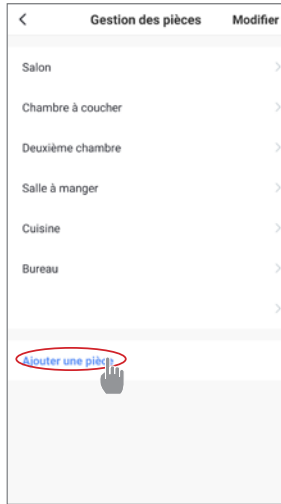 Gestion des pièces Modifier
Salon
Chambre à coucher
Deuxième chambre
Salle à manger
Cuisine
Bureau
Ajouter une pièce